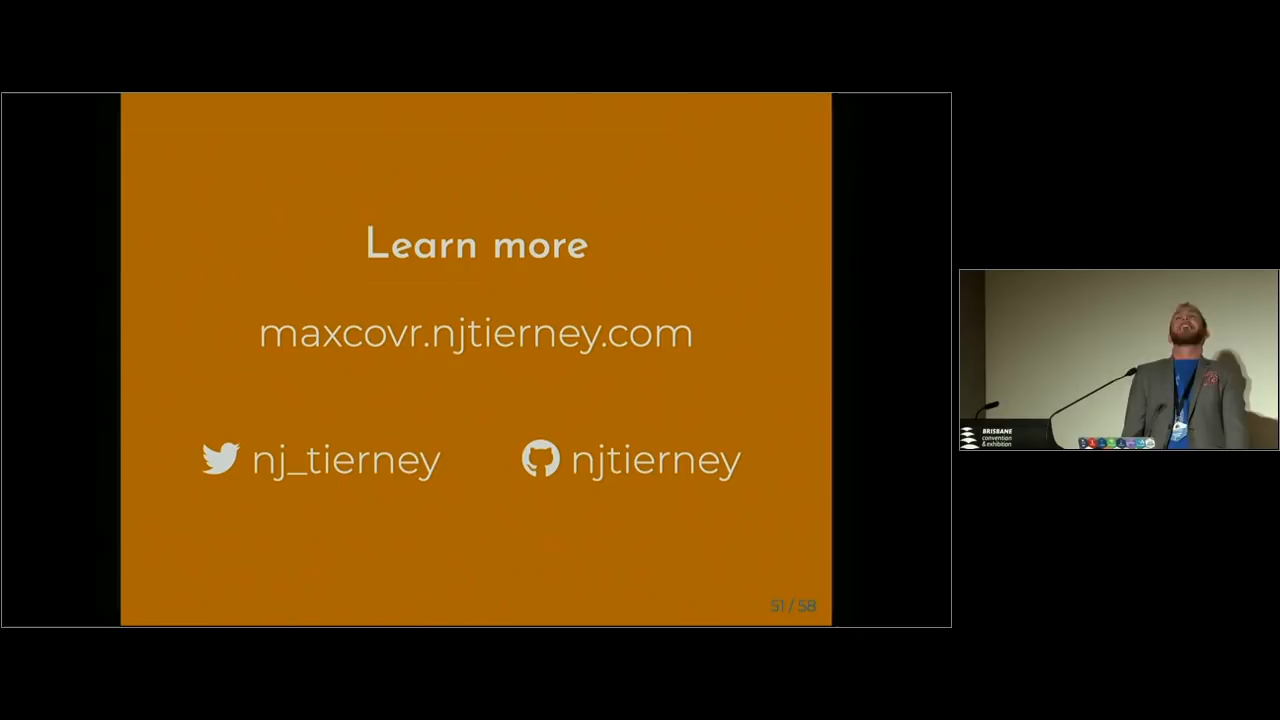 Learn more
maxcovr.njtierney.com
nj_tierney njtierney
51 / 58
BRISBANE
convention
& exhibition